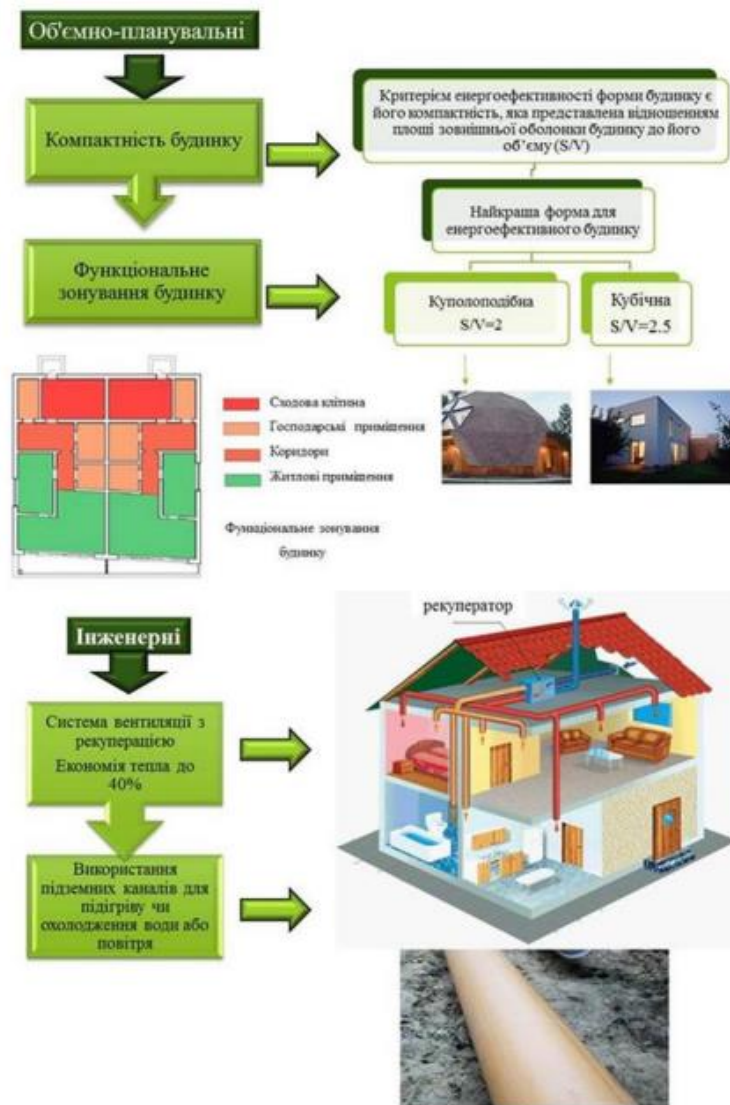 Об'ємно-планувальні
Компактність будинку
Критерієм енергоефективності форми будинку є
його компактність, яка представлена відношенням
площі зовнішньої оболонки будинку до його
об'єму (S/V)
Найкраща форма для
енергоефективного будинку
Функціональне
зонування будинку
Куполоподібна
S/V=2
Кубічна
S/V=2.5
Сходова клітина
Господарські приміщення
Коридори
Житлові приміщення
Функціональне зонування
будинку
Інженерні
рекуператор
Система вентиляції з
рекуперацією
Економія тепла до
40%
Використання
підземних каналів для
підігріву чи
охолодження води або
повітря